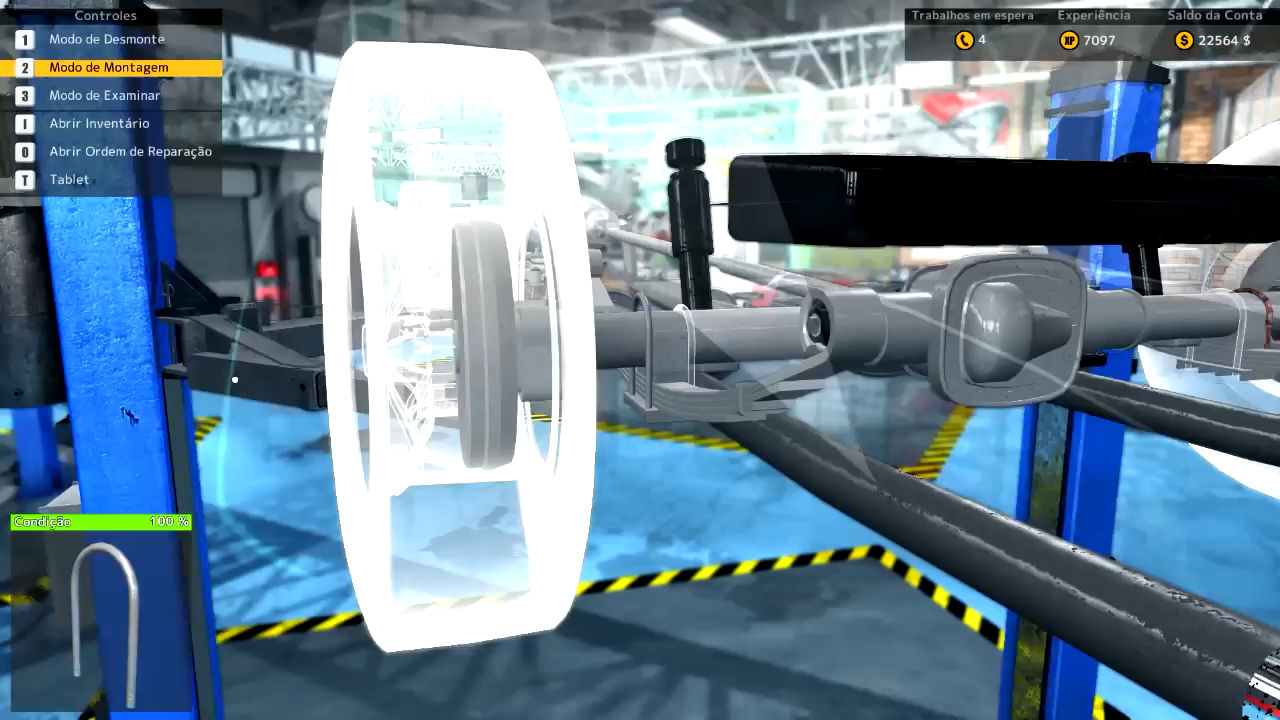 Controles
1 Modo de Desmonte
2 Modo de Montagem
3 Modo de Examinar
I Abrir Inventário
O Abrir Ordem de Reparação
T Tablet
Trabalhos em espera Experiência Saldo da Conta
4 XP 7097 $ 22564 $
Condição 100 %